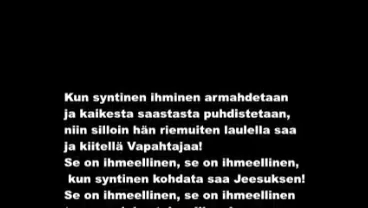 Kun syntinen ihminen armahdetaan
ja kaikesta saastasta puhdistetaan,
niin silloin hän riemuiten laulella saa
ja kiitellä Vapahtajaa!
Se on ihmeellinen, se on ihmeellinen,
kun syntinen kohdata saa Jeesuksen!
Se on ihmeellinen, se on ihmeellinen